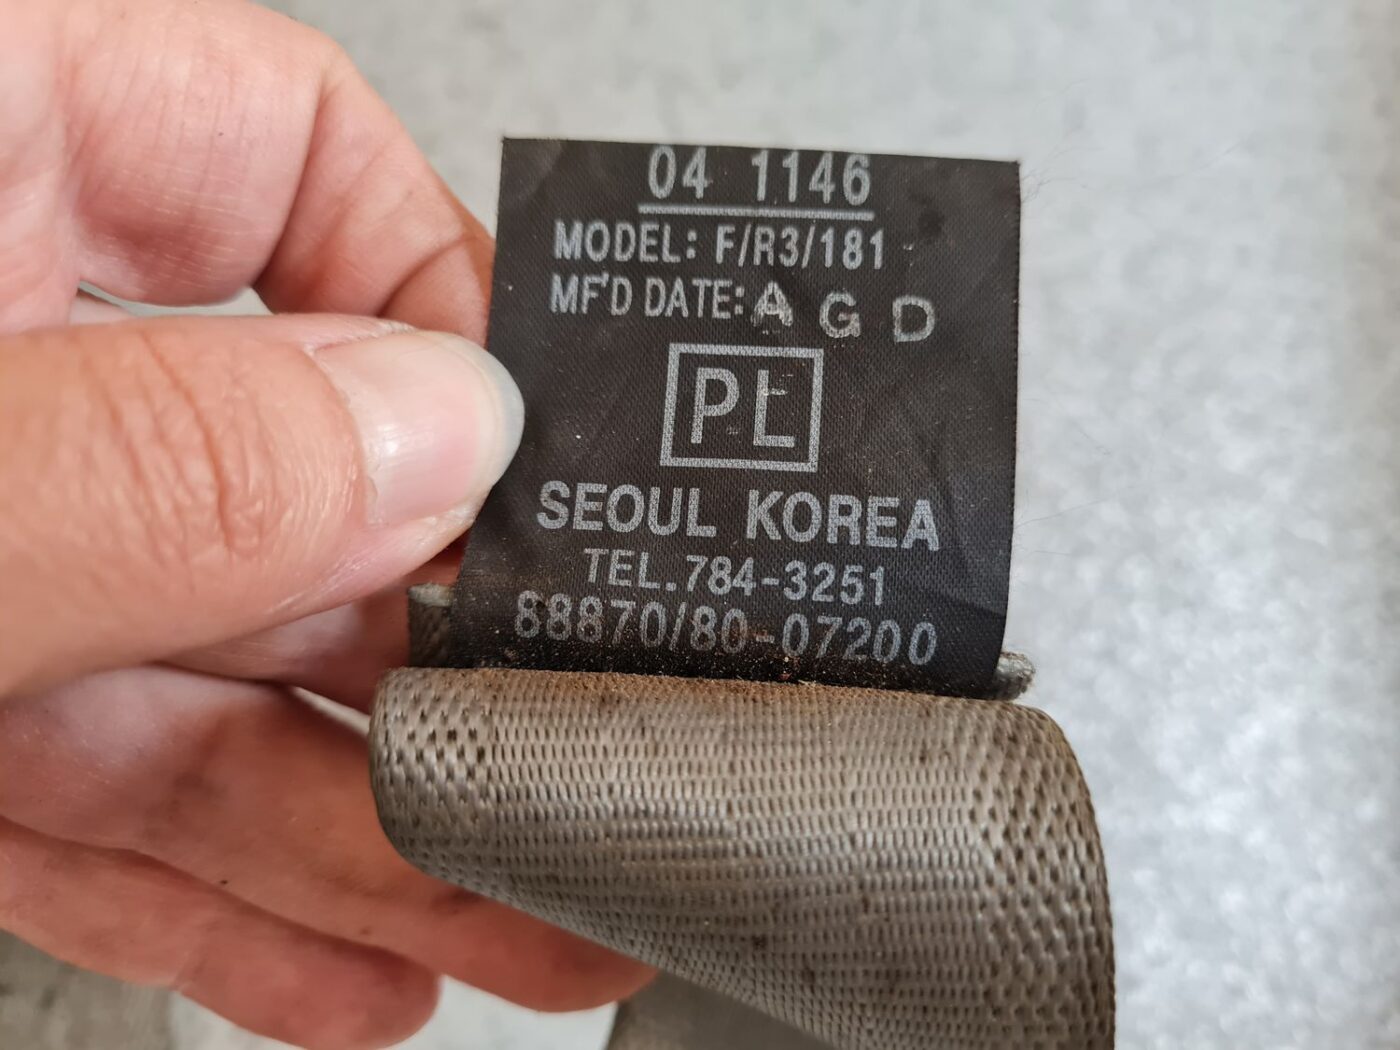 04 1146
MODEL: F/R3/181
MF'D DATE: A G D
PL
SEOUL KOREA
TEL.784-3251
88870/80-07200